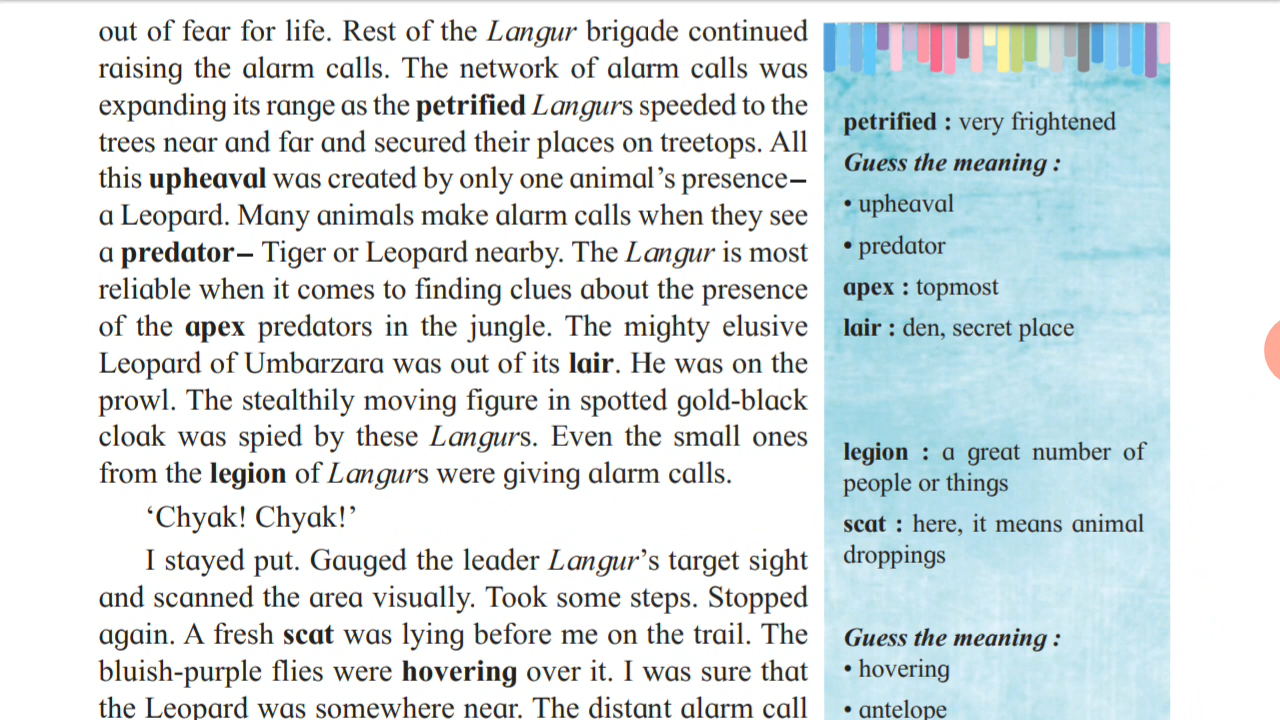 out of fear for life. Rest of the Langur brigade continued
raising the alarm calls. The network of alarm calls was
expanding its range as the petrified Langurs speeded to the
trees near and far and secured their places on treetops. All
this upheaval was created by only one animal’s presence–
a Leopard. Many animals make alarm calls when they see
a predator– Tiger or Leopard nearby. The Langur is most
reliable when it comes to finding clues about the presence
of the apex predators in the jungle. The mighty elusive
Leopard of Umbarzara was out of its lair. He was on the
prowl. The stealthily moving figure in spotted gold-black
cloak was spied by these Langurs. Even the small ones
from the legion of Langurs were giving alarm calls.
‘Chyak! Chyak!’
I stayed put. Gauged the leader Langur’s target sight
and scanned the area visually. Took some steps. Stopped
again. A fresh scat was lying before me on the trail. The
bluish-purple flies were hovering over it. I was sure that
the Leopard was somewhere near. The distant alarm call
petrified : very frightened
Guess the meaning :
• upheaval
• predator
apex : topmost
lair : den, secret place
legion : a great number of
people or things
scat : here, it means animal
droppings
Guess the meaning :
• hovering
• antelope